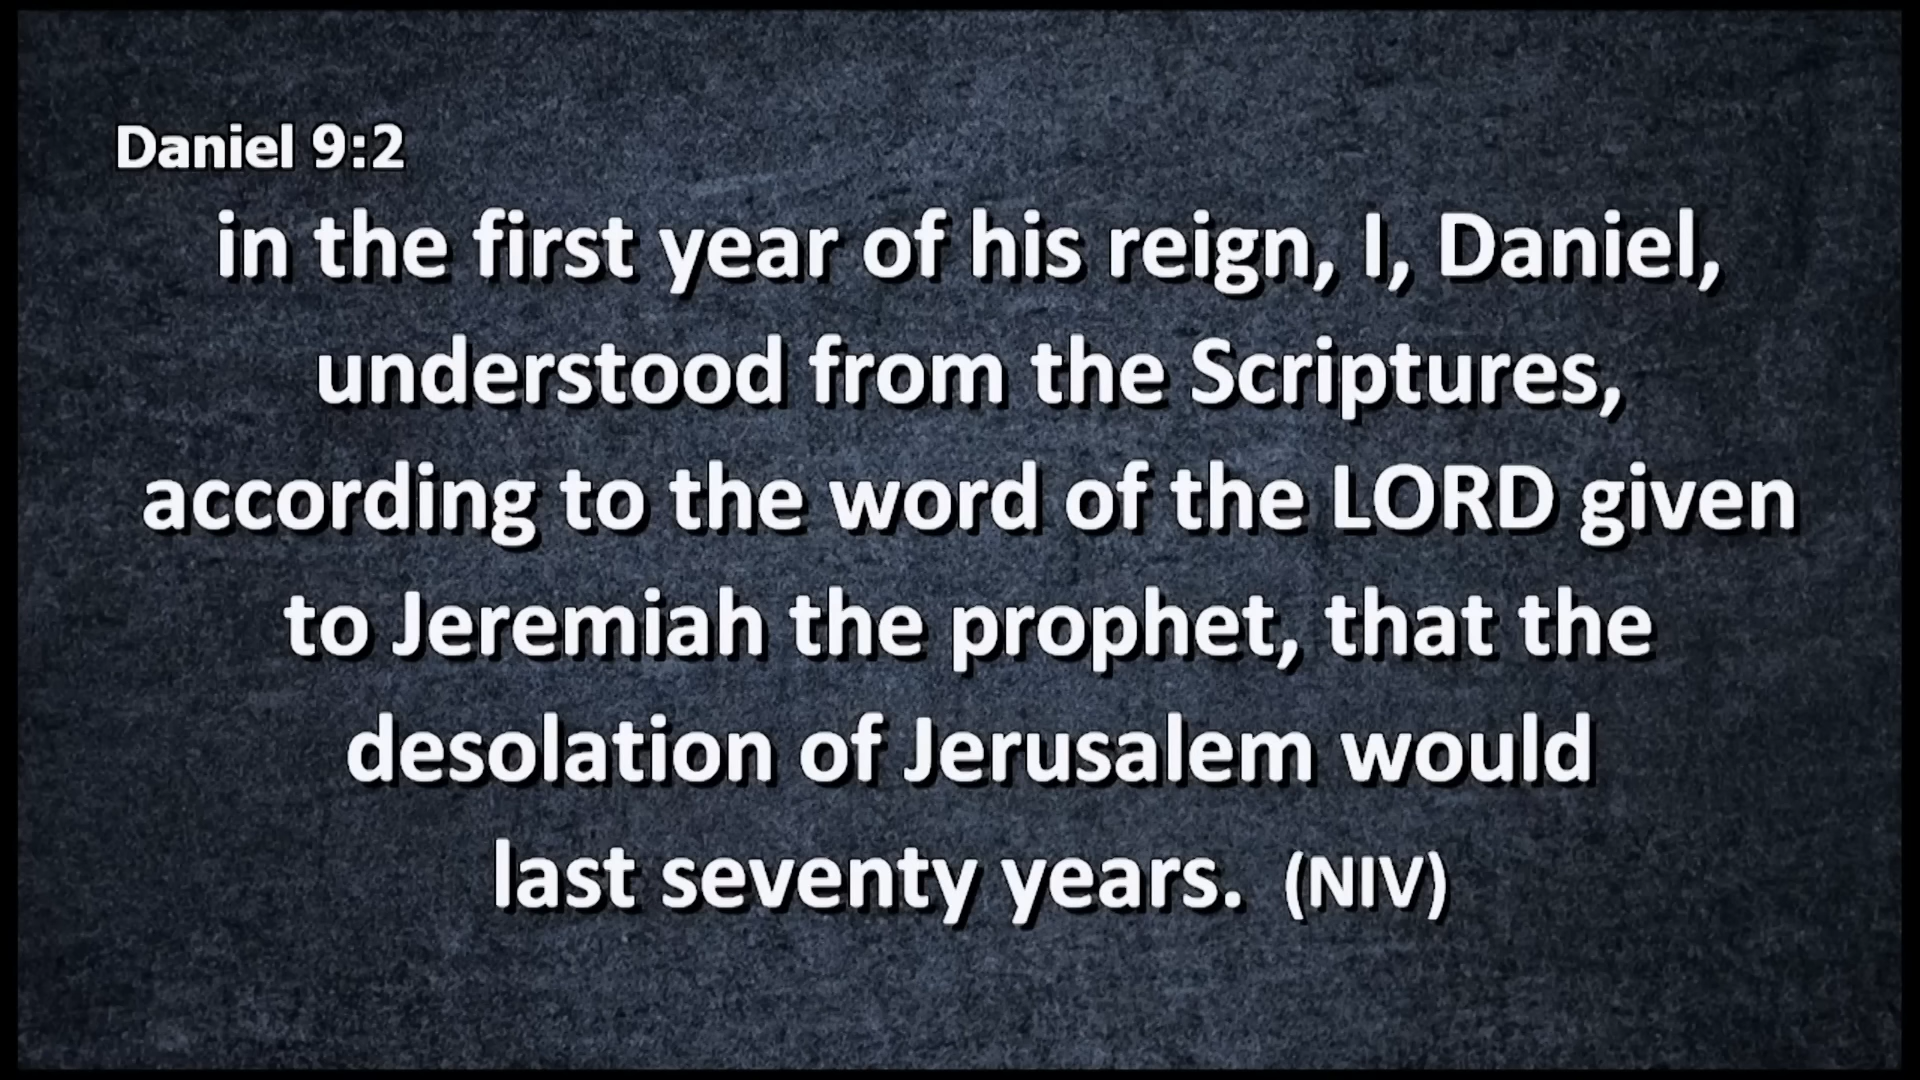 Daniel 9:2
in the first year of his reign, I, Daniel,
understood from the Scriptures,
according to the word of the LORD given
to Jeremiah the prophet, that the
desolation of Jerusalem would
last seventy years. (NIV)